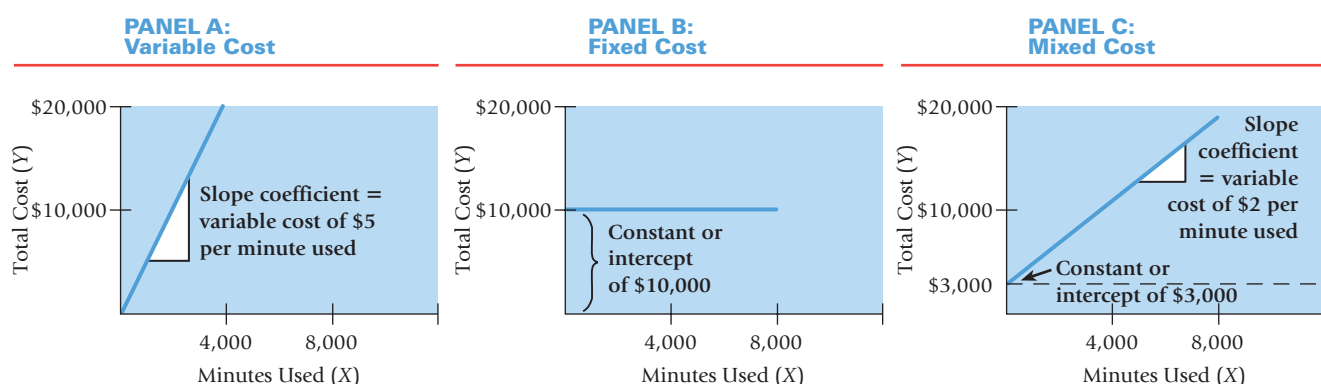 PANEL A:
Variable Cost
$20,000
$10,000
Total Cost (Y)
Slope coefficient =
variable cost of $5
per minute used
4,000 8,000
Minutes Used (X)
PANEL B:
Fixed Cost
$20,000
$10,000
Total Cost (Y)
Constant or
intercept
of $10,000
4,000 8,000
Minutes Used (X)
PANEL C:
Mixed Cost
$20,000
$10,000
$3,000
Total Cost (Y)
Slope
coefficient
= variable
cost of $2 per
minute used
Constant or
intercept of $3,000
4,000 8,000
Minutes Used (X)